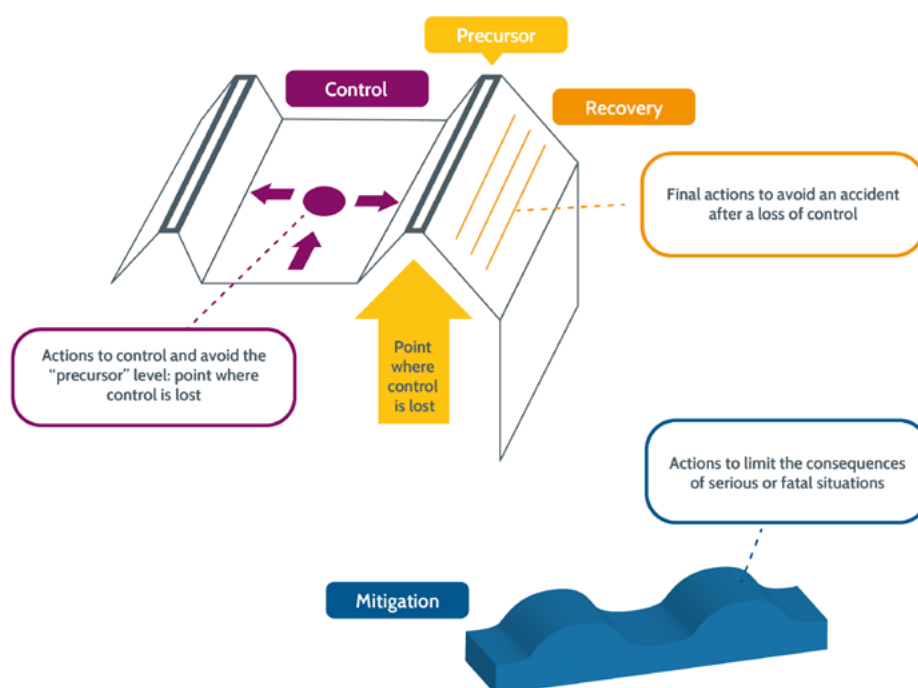 Precursor
Control
Recovery
Final actions to avoid an accident
after a loss of control
Actions to control and avoid the
“precursor” level: point where
control is lost
Point
where
control
is lost
Actions to limit the consequences
of serious or fatal situations
Mitigation